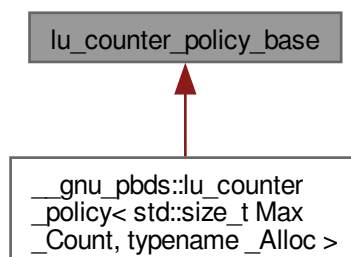 lu_counter_policy_base
__gnu_pbds::lu_counter
_policy< std::size_t Max
_Count, typename _Alloc >